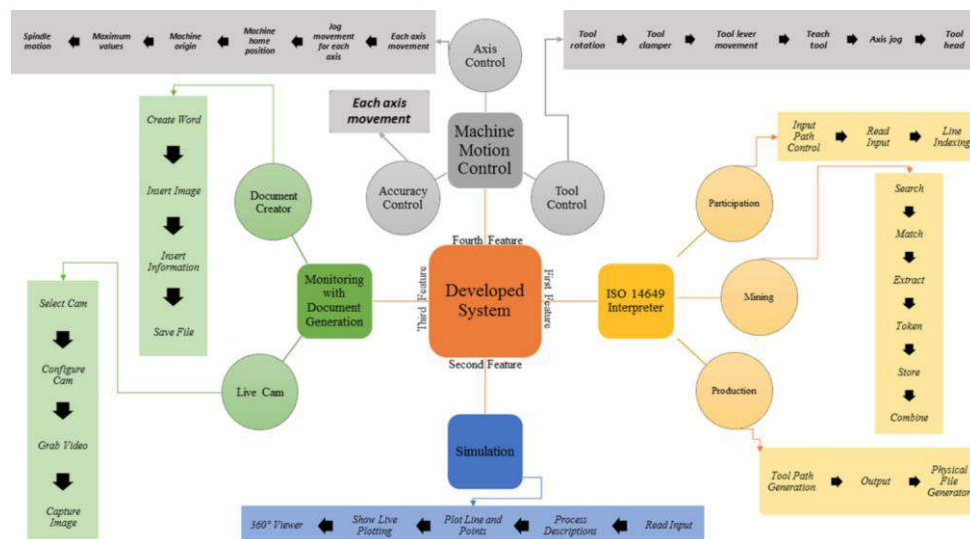 Spindle
motion
Maximum
values
Machine
origin
Machine
home
position
Jog
movement
for each
axis
Each axis
movement
Axis
Control
Tool
rotation
Tool
clamper
Tool lever
movement
Teach
tool
Axis jog
Tool
head
Create Word
Insert Image
Insert
Information
Save File
Each axis
movement
Machine
Motion
Control
Accuracy
Control
Tool
Control
Document
Creator
Input
Path
Control
Read
Input
Line
Indexing
Participation
Search
Match
Extract
Token
Store
Combine
Fourth Feature
Monitoring
with
Document
Generation
Third Feature
Developed
System
First Feature
Second Feature
ISO 14649
Interpreter
Mining
Select Cam
Configure
Cam
Grab Video
Capture
Image
Live Cam
Production
Simulation
Tool Path
Generation
Output
Physical
File
Generator
360° Viewer
Show Live
Plotting
Plot Line and
Points
Process
Descriptions
Read Input